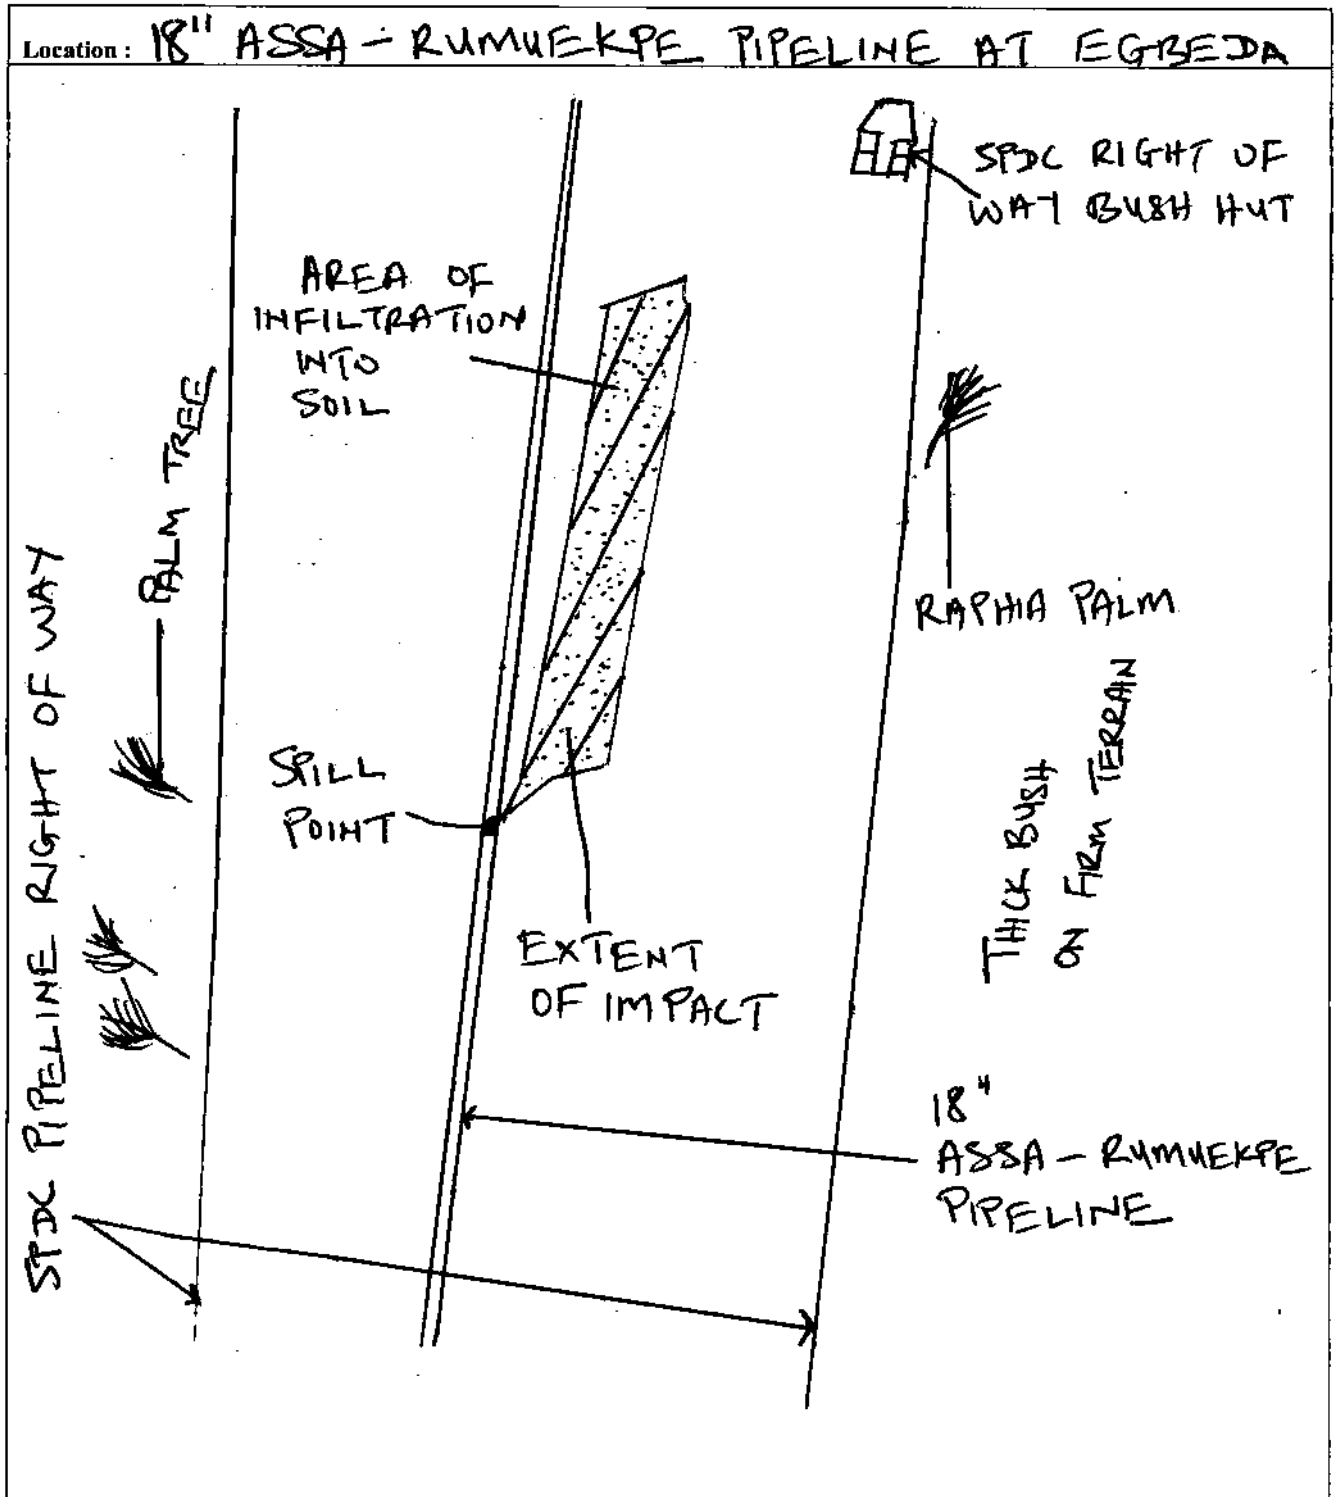 Location : 18" ASSA - RUMUEKPE PIPELINE AT EGBEDA
SPDC RIGHT OF
WAY BUSH HUT
AREA OF
INFILTRATION
INTO
SOIL
PALM TREE
RAPHIA PALM
SPDC PIPELINE RIGHT OF WAY
SPILL
POINT
THICK BUSH
ON FIRM TERRAIN
EXTENT
OF IMPACT
18"
ASSA - RUMUEKPE
PIPELINE